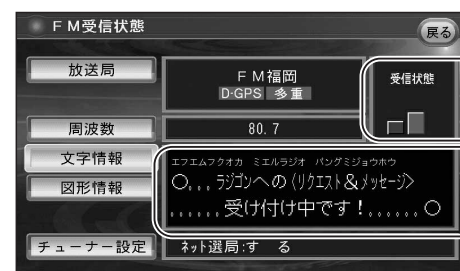 FM受信状態
戻る
放送局
FM福岡
D-GPS 多重
受信状態
周波数
80.7
文字情報
図形情報
エフエムフクオカ ミエルラジオ バングミジョウホウ
○...ラジゴンへの〈リクエスト&メッセージ〉
......受け付け中です!......○
チューナー設定
ネット選局:す る